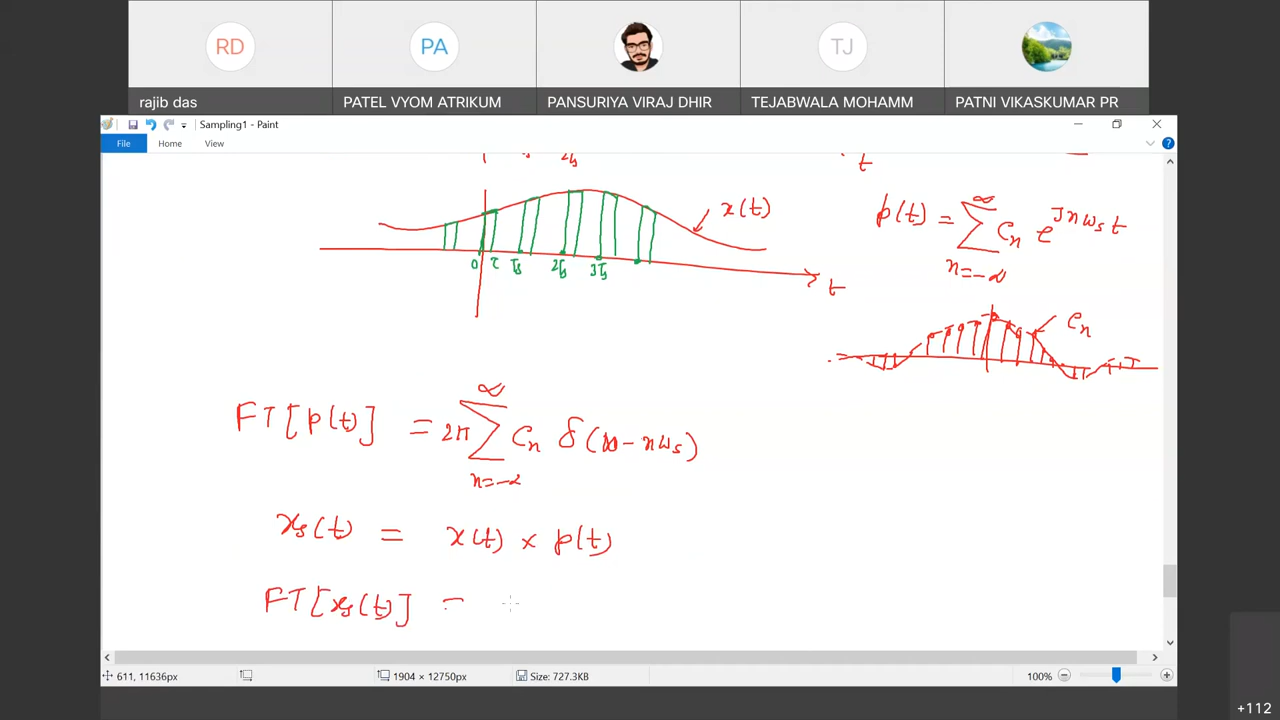 RD
PA
TJ
rajib das
PATEL VYOM ATRIKUM
PANSURIYA VIRAJ DHIR
TEJABWALA MOHAMM
PATNI VIKASKUMAR PR
Sampling1 - Paint
File Home View
2Ts
t
x(t)
p(t) = ∑ Cn e^{jnωs t}
∞
n=-∞
0 τ Ts 2Ts 3Ts
t
Cn
∞
FT[p(t)] = 2π ∑ Cn δ(ω-nωs)
n=-∞
xs(t) = x(t) × p(t)
FT[xs(t)] =
611, 11636px
1904 × 12750px
Size: 727.3KB
100%
+112